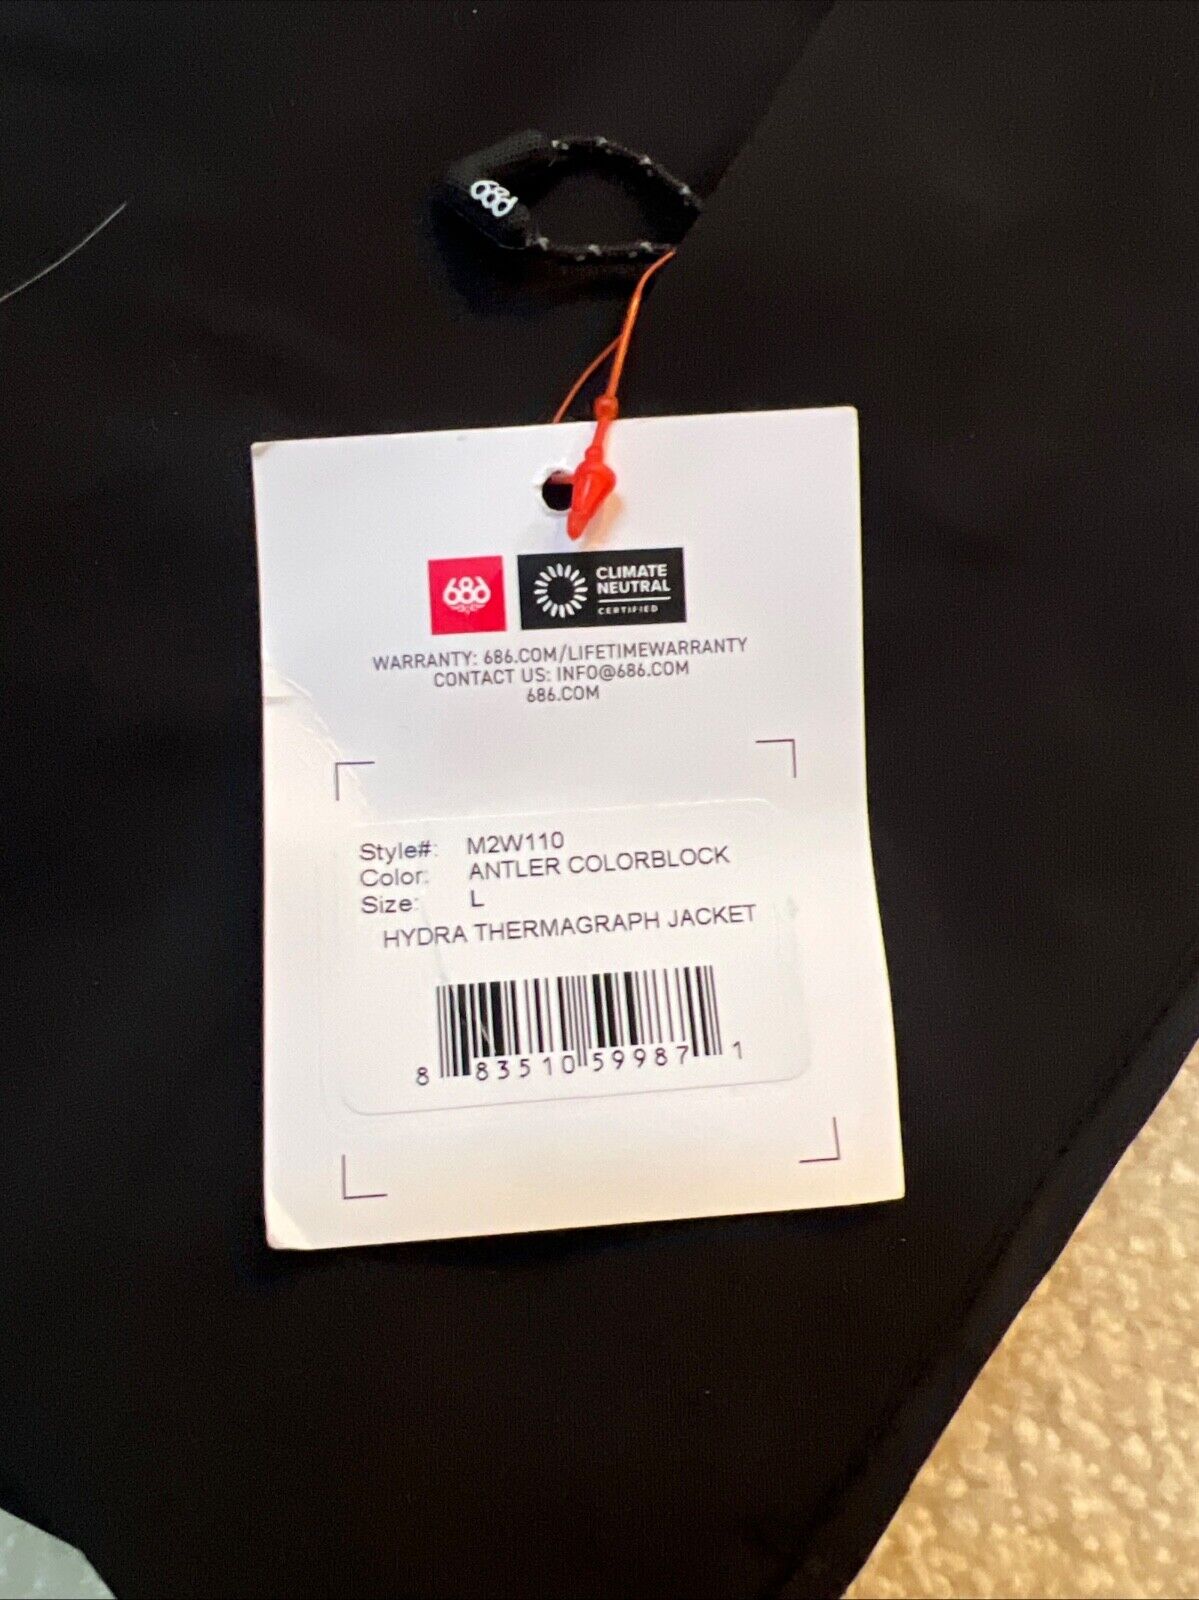 686
686
CLIMATE
NEUTRAL
CERTIFIED
WARRANTY: 686.COM/LIFETIMEWARRANTY
CONTACT US: INFO@686.COM
686.COM
Style#: M2W110
Color: ANTLER COLORBLOCK
Size: L
HYDRA THERMAGRAPH JACKET
8 83510 59987 1